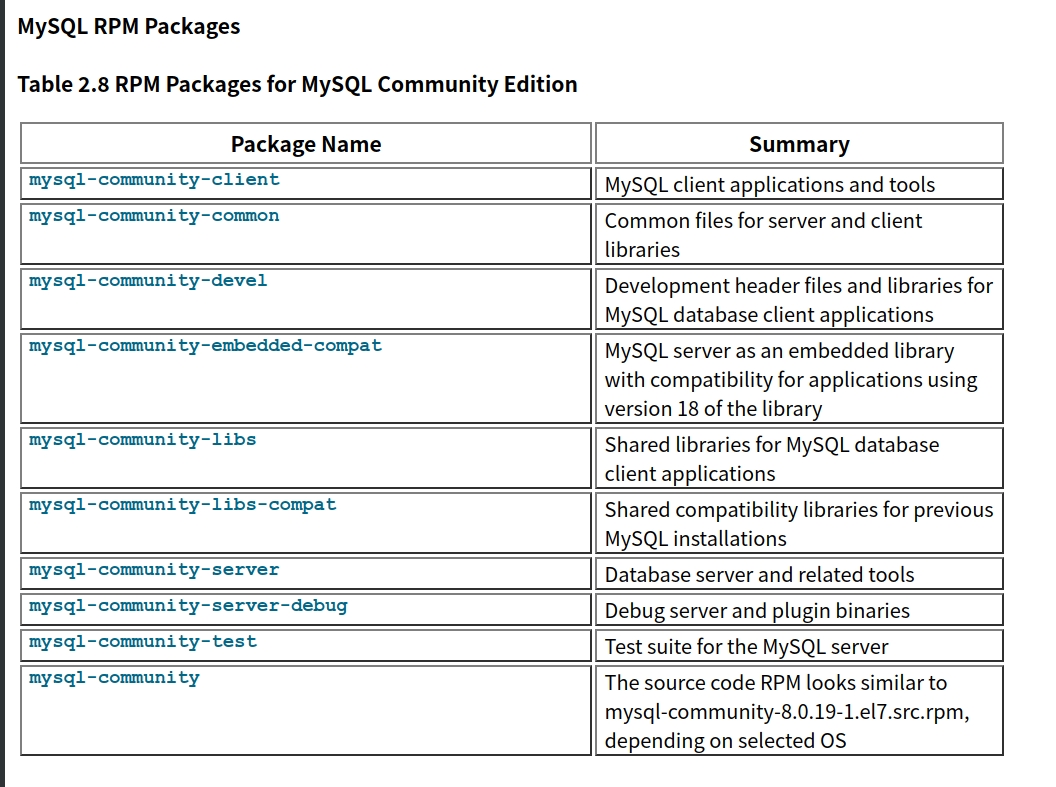 MySQL RPM Packages
Table 2.8 RPM Packages for MySQL Community Edition
Package Name Summary
mysql-community-client MySQL client applications and tools
mysql-community-common Common files for server and client
libraries
mysql-community-devel Development header files and libraries for
MySQL database client applications
mysql-community-embedded-compat MySQL server as an embedded library
with compatibility for applications using
version 18 of the library
mysql-community-libs Shared libraries for MySQL database
client applications
mysql-community-libs-compat Shared compatibility libraries for previous
MySQL installations
mysql-community-server Database server and related tools
mysql-community-server-debug Debug server and plugin binaries
mysql-community-test Test suite for the MySQL server
mysql-community The source code RPM looks similar to
mysql-community-8.0.19-1.el7.src.rpm,
depending on selected OS